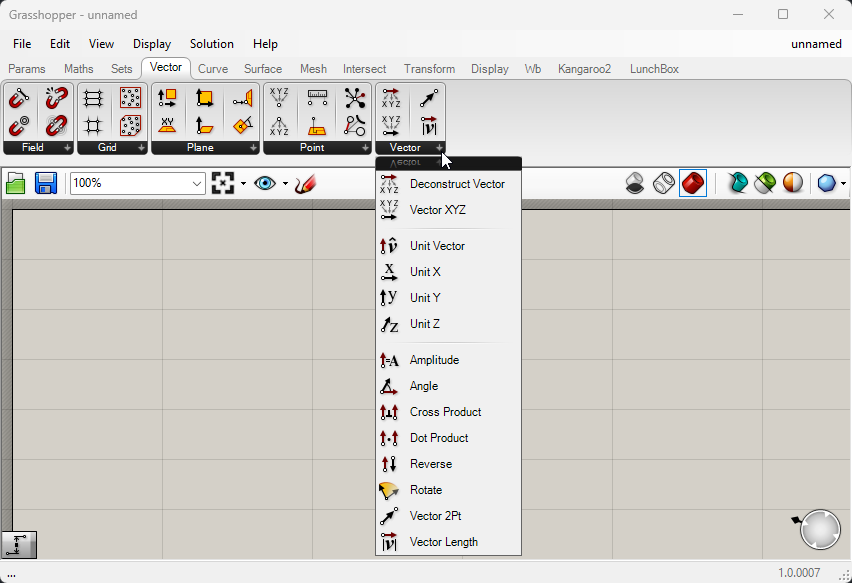 Grasshopper - unnamed
File Edit View Display Solution Help unnamed
Params Maths Sets Vector Curve Surface Mesh Intersect Transform Display Wb Kangaroo2 LunchBox
Field Grid Plane Point Vector
Vector
100%
Deconstruct Vector
Vector XYZ
Unit Vector
Unit X
Unit Y
Unit Z
Amplitude
Angle
Cross Product
Dot Product
Reverse
Rotate
Vector 2Pt
Vector Length
... 1.0.0007